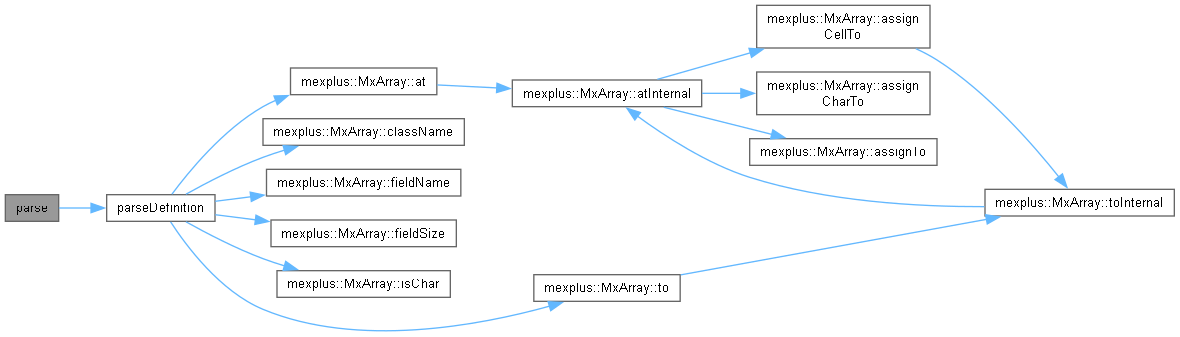 parse
parseDefinition
mexplus::MxArray::at
mexplus::MxArray::className
mexplus::MxArray::fieldName
mexplus::MxArray::fieldSize
mexplus::MxArray::isChar
mexplus::MxArray::to
mexplus::MxArray::atInternal
mexplus::MxArray::assign
CellTo
mexplus::MxArray::assign
CharTo
mexplus::MxArray::assignTo
mexplus::MxArray::toInternal